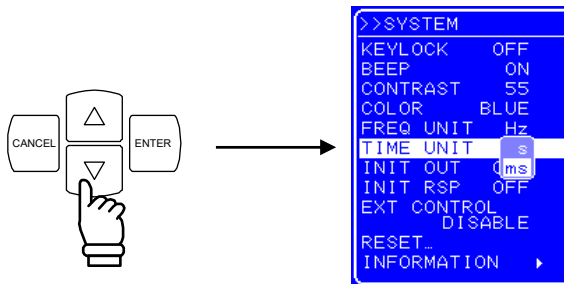 CANCEL
ENTER
>>SYSTEM
KEYLOCK OFF
BEEP ON
CONTRAST 55
COLOR BLUE
FREQ UNIT Hz
TIME UNIT s
INIT OUT ms
INIT RSP OFF
EXT CONTROL
DISABLE
RESET…
INFORMATION